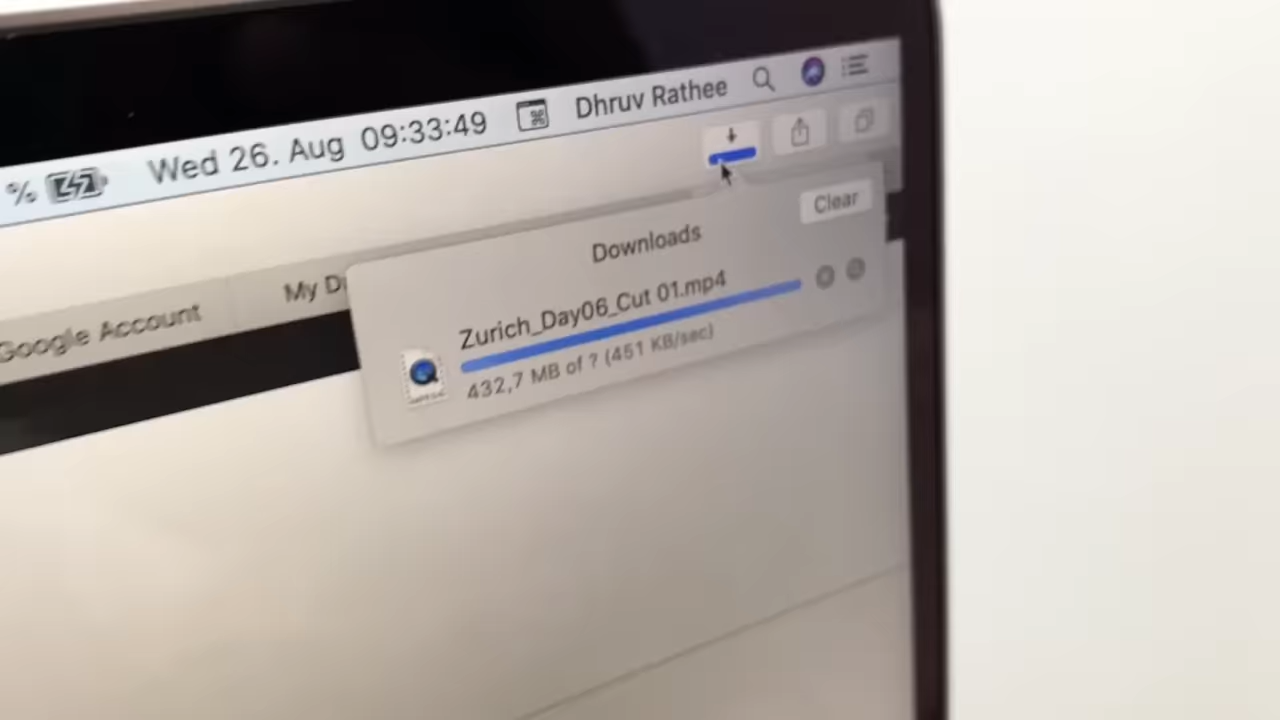 % Wed 26. Aug 09:33:49 Dhruv Rathee
Clear
Downloads
Google Account
My D
Zurich_Day06_Cut 01.mp4
432,7 MB of ? (451 KB/sec)